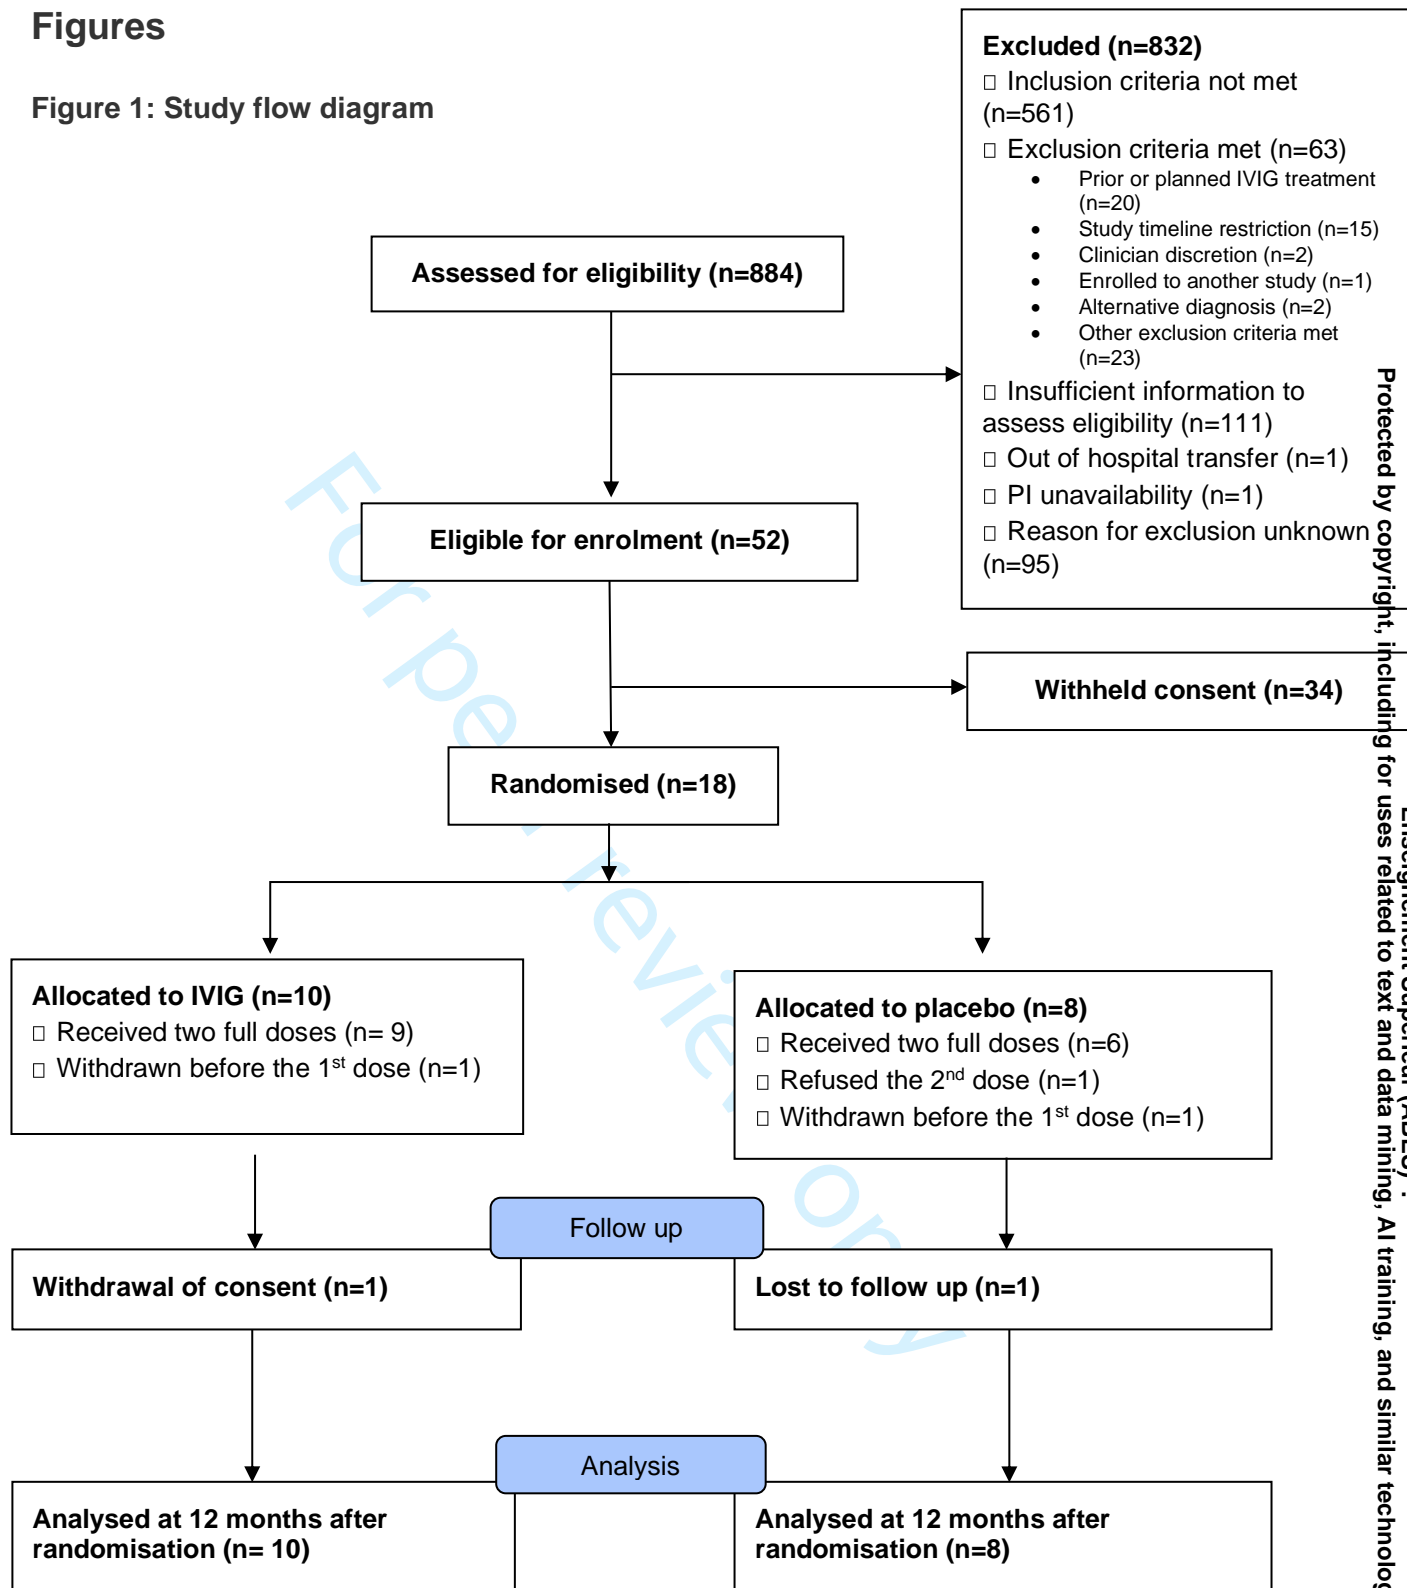 Figures
Figure 1: Study flow diagram
Excluded (n=832)
□ Inclusion criteria not met
(n=561)
□ Exclusion criteria met (n=63)
• Prior or planned IVIG treatment
(n=20)
• Study timeline restriction (n=15)
• Clinician discretion (n=2)
• Enrolled to another study (n=1)
• Alternative diagnosis (n=2)
• Other exclusion criteria met
(n=23)
□ Insufficient information to
assess eligibility (n=111)
□ Out of hospital transfer (n=1)
□ PI unavailability (n=1)
□ Reason for exclusion unknown
(n=95)
Assessed for eligibility (n=884)
Eligible for enrolment (n=52)
Withheld consent (n=34)
Randomised (n=18)
Allocated to IVIG (n=10)
□ Received two full doses (n= 9)
□ Withdrawn before the 1st dose (n=1)
Allocated to placebo (n=8)
□ Received two full doses (n=6)
□ Refused the 2nd dose (n=1)
□ Withdrawn before the 1st dose (n=1)
Follow up
Withdrawal of consent (n=1)
Lost to follow up (n=1)
Analysis
Analysed at 12 months after
randomisation (n= 10)
Analysed at 12 months after
randomisation (n=8)
For peer review only
Protected by copyright, including for uses related to text and data mining, AI training, and similar technolog